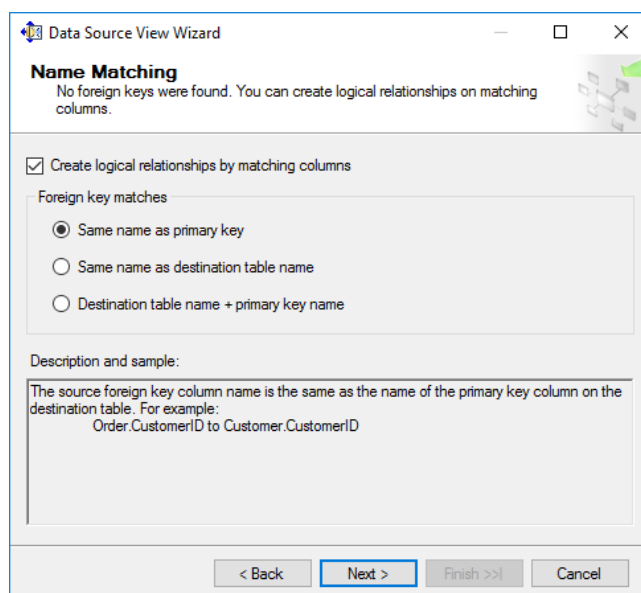 Data Source View Wizard
Name Matching
No foreign keys were found. You can create logical relationships on matching
columns.
Create logical relationships by matching columns
Foreign key matches
Same name as primary key
Same name as destination table name
Destination table name + primary key name
Description and sample:
The source foreign key column name is the same as the name of the primary key column on the
destination table. For example:
Order.CustomerID to Customer.CustomerID
< Back
Next >
Finish >>|
Cancel